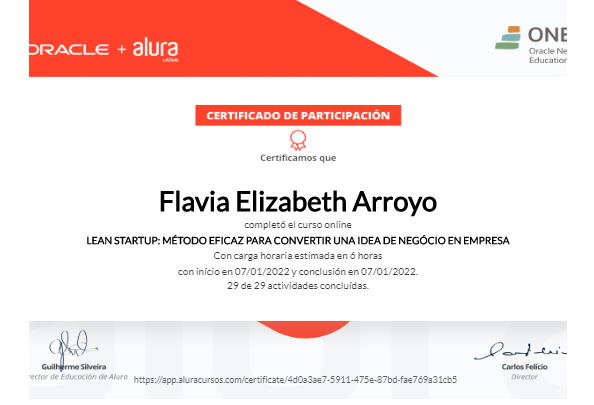 ORACLE + alura
LATAM
ONE
Oracle Ne
Education
CERTIFICADO DE PARTICIPACIÓN
Certificamos que
Flavia Elizabeth Arroyo
completó el curso online
LEAN STARTUP: MÉTODO EFICAZ PARA CONVERTIR UNA IDEA DE NEGÓCIO EN EMPRESA
Con carga horaria estimada en 6 horas
con início en 07/01/2022 y conclusión en 07/01/2022.
29 de 29 actividades concluídas.
Guilherme Silveira
rector de Educación de Alura
Carlos Felício
Director
https://app.aluracursos.com/certificate/4d0a3ae7-5911-475e-87bd-fae769a31cb5